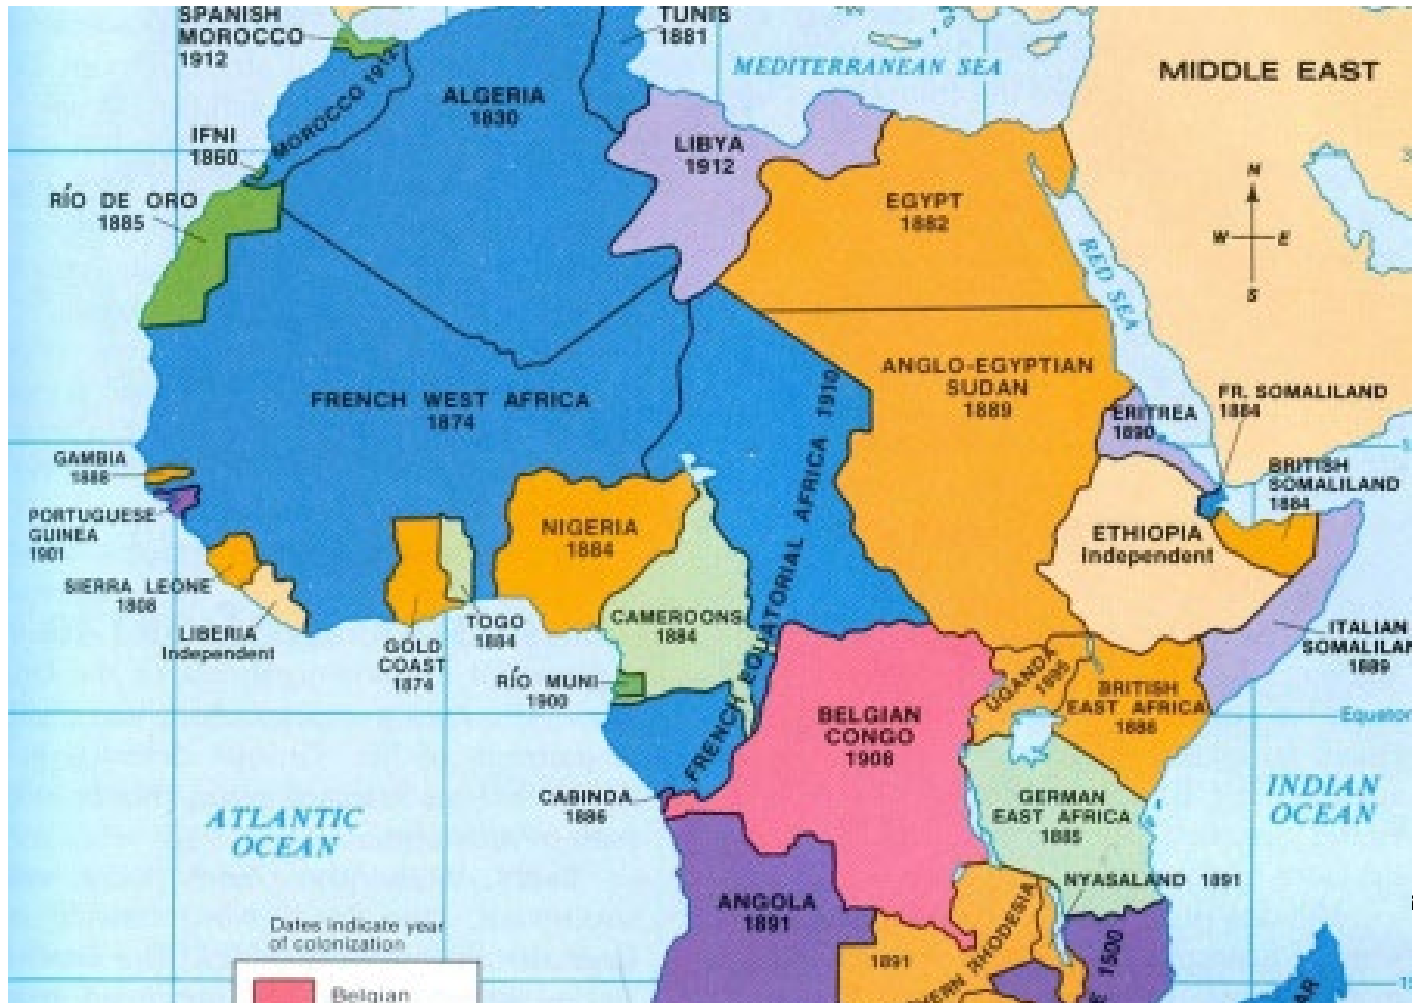 SPANISH
MOROCCO
1912
TUNIS
1881
MEDITERRANEAN SEA
MIDDLE EAST
ALGERIA
1830
MOROCCO 1912
IFNI
1860
LIBYA
1912
RÍO DE ORO
1885
EGYPT
1882
N
W
E
S
RED SEA
FRENCH WEST AFRICA
1874
ANGLO-EGYPTIAN
SUDAN
1889
FR. SOMALILAND
1884
ERITREA
1890
GAMBIA
1888
BRITISH
SOMALILAND
1884
PORTUGUESE
GUINEA
1901
NIGERIA
1884
ETHIOPIA
Independent
FRENCH EQUATORIAL AFRICA 1910
SIERRA LEONE
1808
LIBERIA
Independent
GOLD
COAST
1874
TOGO
1884
CAMEROONS
1884
ITALIAN
SOMALILAN
1889
RÍO MUNI
1900
UGANDA
BRITISH
EAST AFRICA
1886
BELGIAN
CONGO
1908
Equator
CABINDA
1886
GERMAN
EAST AFRICA
1885
INDIAN
OCEAN
ATLANTIC
OCEAN
NYASALAND 1891
ANGOLA
1891
Dates indicate year
of colonization
1891
RHODESIA
1500
Belgian